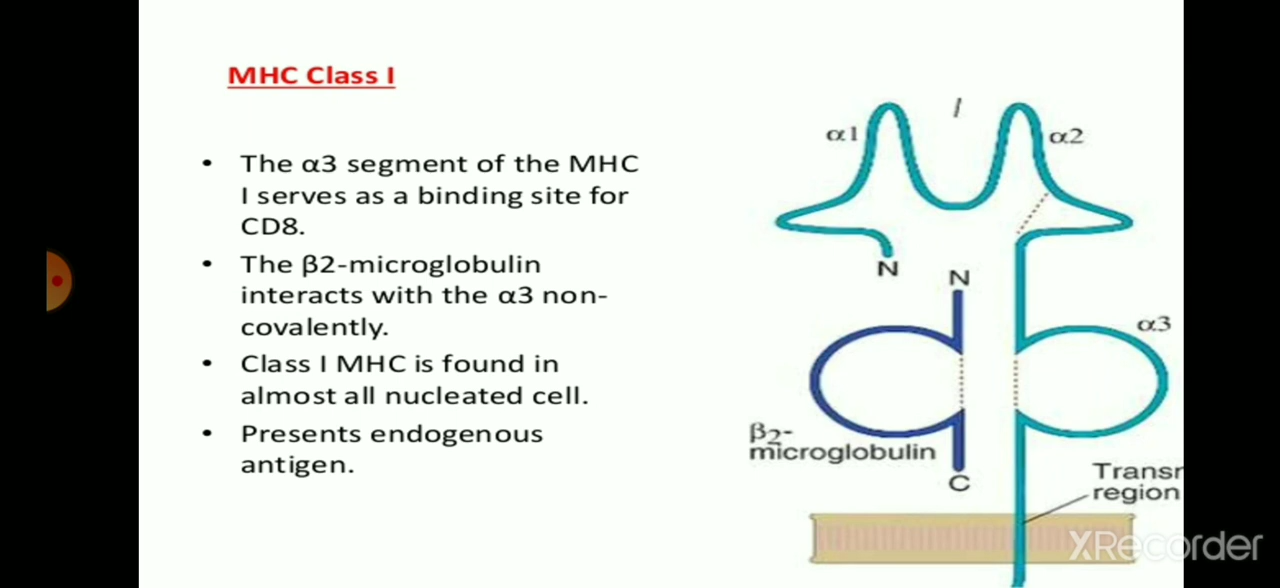 MHC Class I
• The α3 segment of the MHC
I serves as a binding site for
CD8.
• The β2-microglobulin
interacts with the α3 non-
covalently.
• Class I MHC is found in
almost all nucleated cell.
• Presents endogenous
antigen.
α1
α2
N
N
α3
β2-
microglobulin
C
Transr
region
XRecorder